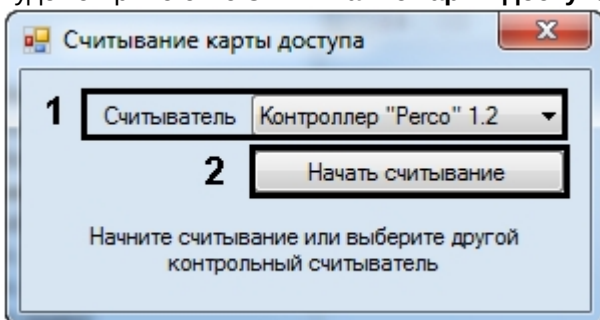 Считывание карты доступа
1 Считыватель Контроллер "Perco" 1.2
2 Начать считывание
Начните считывание или выберите другой
контрольный считыватель